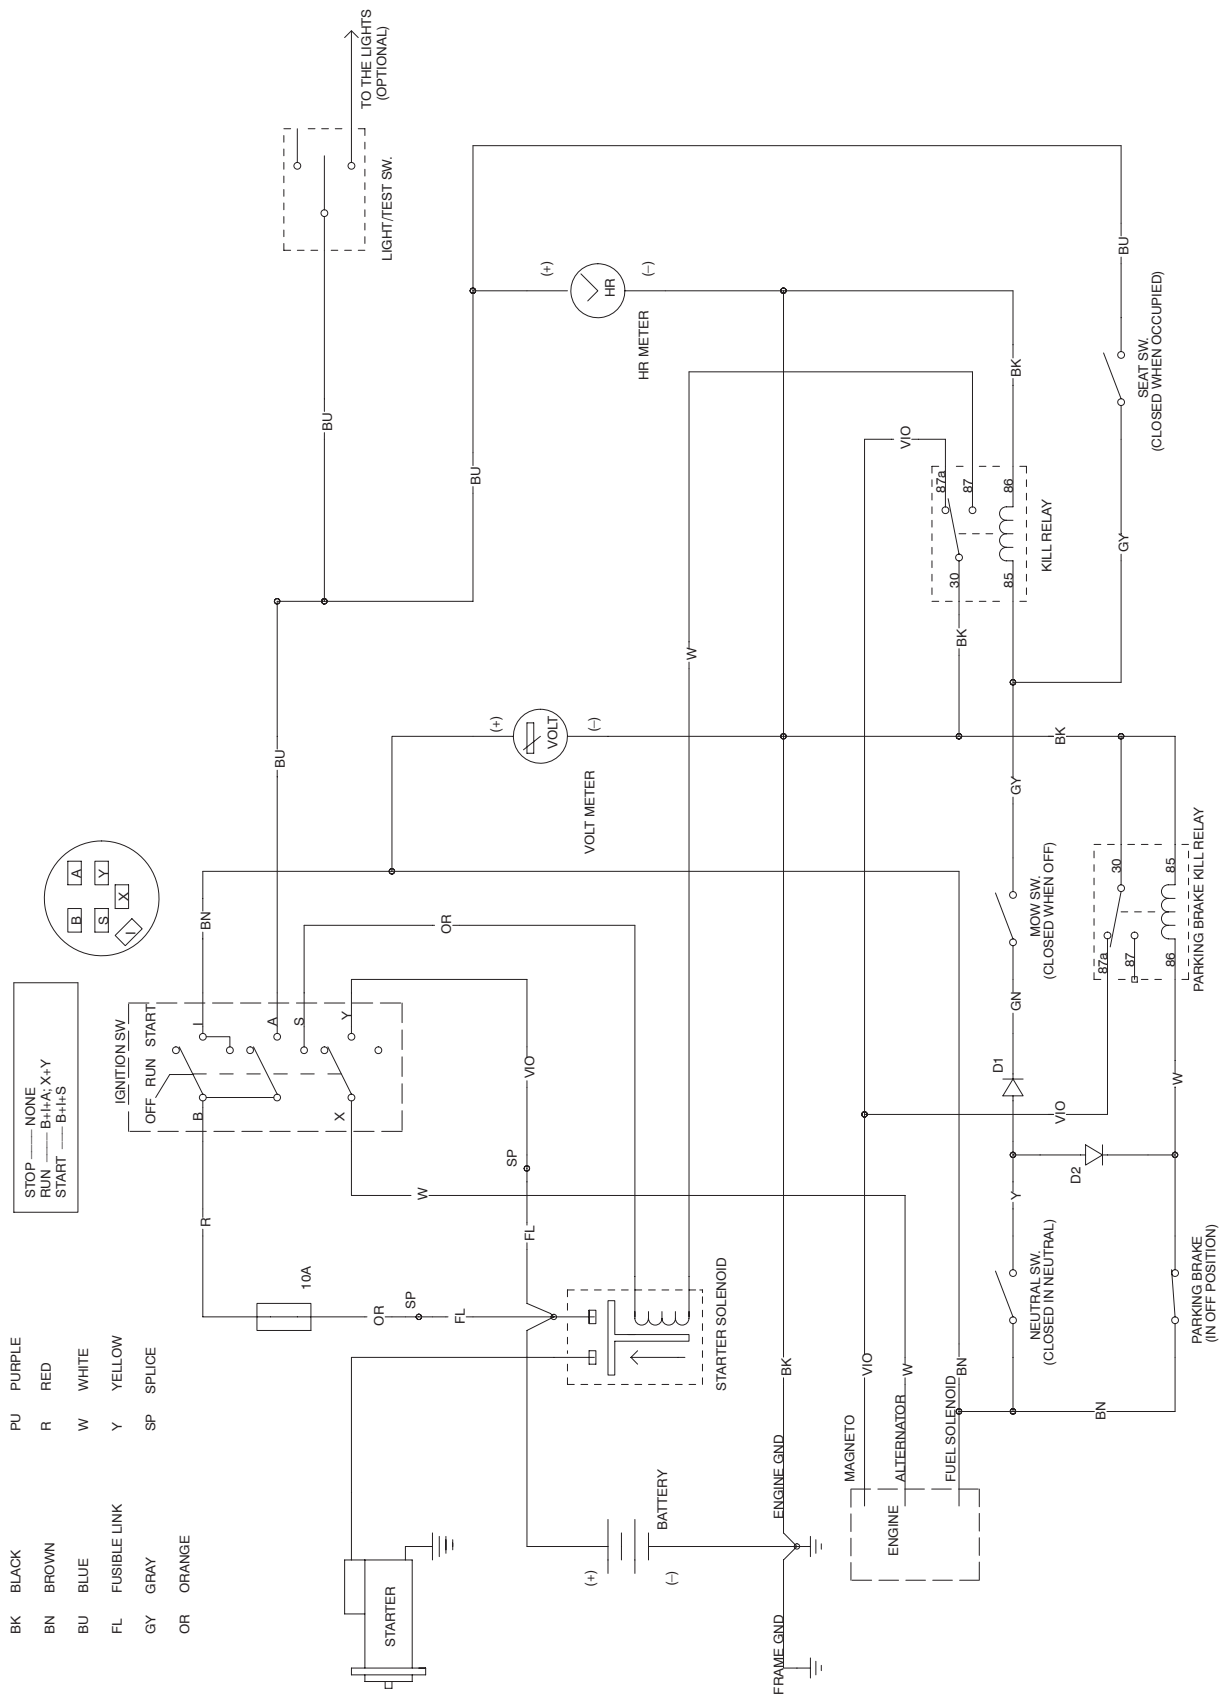 BK BLACK
BN BROWN
BU BLUE
FL FUSIBLE LINK
GY GRAY
OR ORANGE
PU PURPLE
R RED
W WHITE
Y YELLOW
SP SPLICE
STOP NONE
RUN B+I+A; X+Y
START B+I+S
B
A
S
Y
X
I
IGNITION SW
OFF RUN START
B
X
I
A
S
Y
R
10A
OR
SP
FL
BN
BU
OR
VIO
SP
FL
W
STARTER
STARTER SOLENOID
BATTERY
(+)
(–)
ENGINE GND
FRAME GND
BK
BU
BU
LIGHT/TEST SW.
TO THE LIGHTS
(OPTIONAL)
VOLT
(+)
(–)
VOLT METER
HR
(+)
(–)
HR METER
W
VIO
BK
BK
87a
87
30
85
86
KILL RELAY
BU
SEAT SW.
(CLOSED WHEN OCCUPIED)
GY
BK
GY
MOW SW.
(CLOSED WHEN OFF)
GN
D1
VIO
D2
Y
NEUTRAL SW.
(CLOSED IN NEUTRAL)
30
87a
87
86
85
PARKING BRAKE KILL RELAY
W
PARKING BRAKE
(IN OFF POSITION)
BN
ENGINE
MAGNETO
VIO
ALTERNATOR
W
FUEL SOLENOID
BN